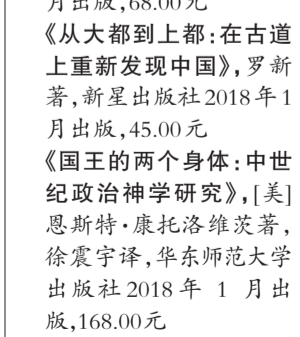 月出版,68.00元
《从大都到上都:在古道
上重新发现中国》,罗新
著,新星出版社2018年1
月出版,45.00元
《国王的两个身体:中世
纪政治神学研究》,[美]
恩斯特·康托洛维茨著,
徐震宇译,华东师范大学
出版社2018 年 1 月出
版,168.00元